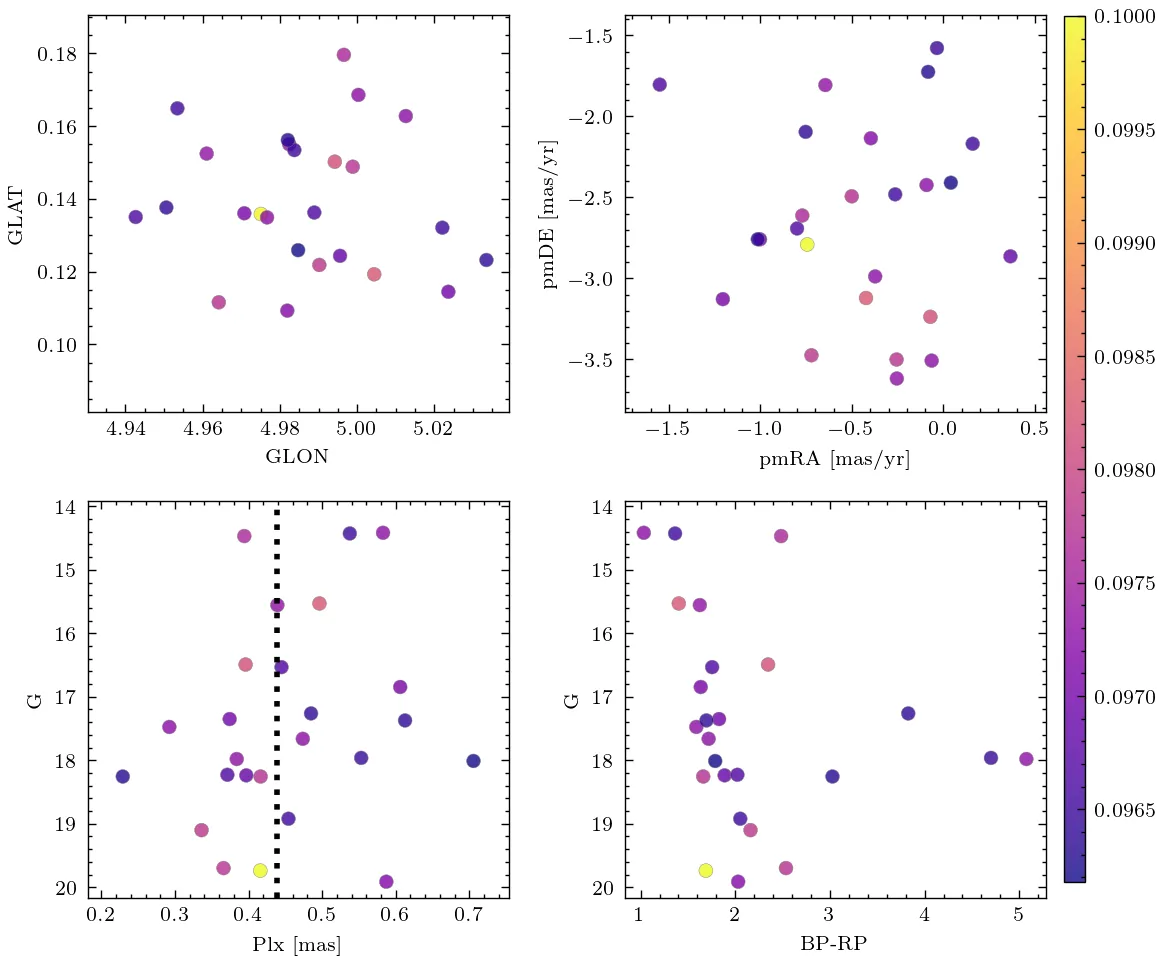 0.18
0.16
0.14
0.12
0.10
GLAT
4.94 4.96 4.98 5.00 5.02
GLON
−1.5
−2.0
−2.5
−3.0
−3.5
pmDE [mas/yr]
−1.5 −1.0 −0.5 0.0 0.5
pmRA [mas/yr]
0.1000
0.0995
0.0990
0.0985
0.0980
0.0975
0.0970
0.0965
14
15
16
17
18
19
20
G
0.2 0.3 0.4 0.5 0.6 0.7
Plx [mas]
14
15
16
17
18
19
20
G
1 2 3 4 5
BP-RP